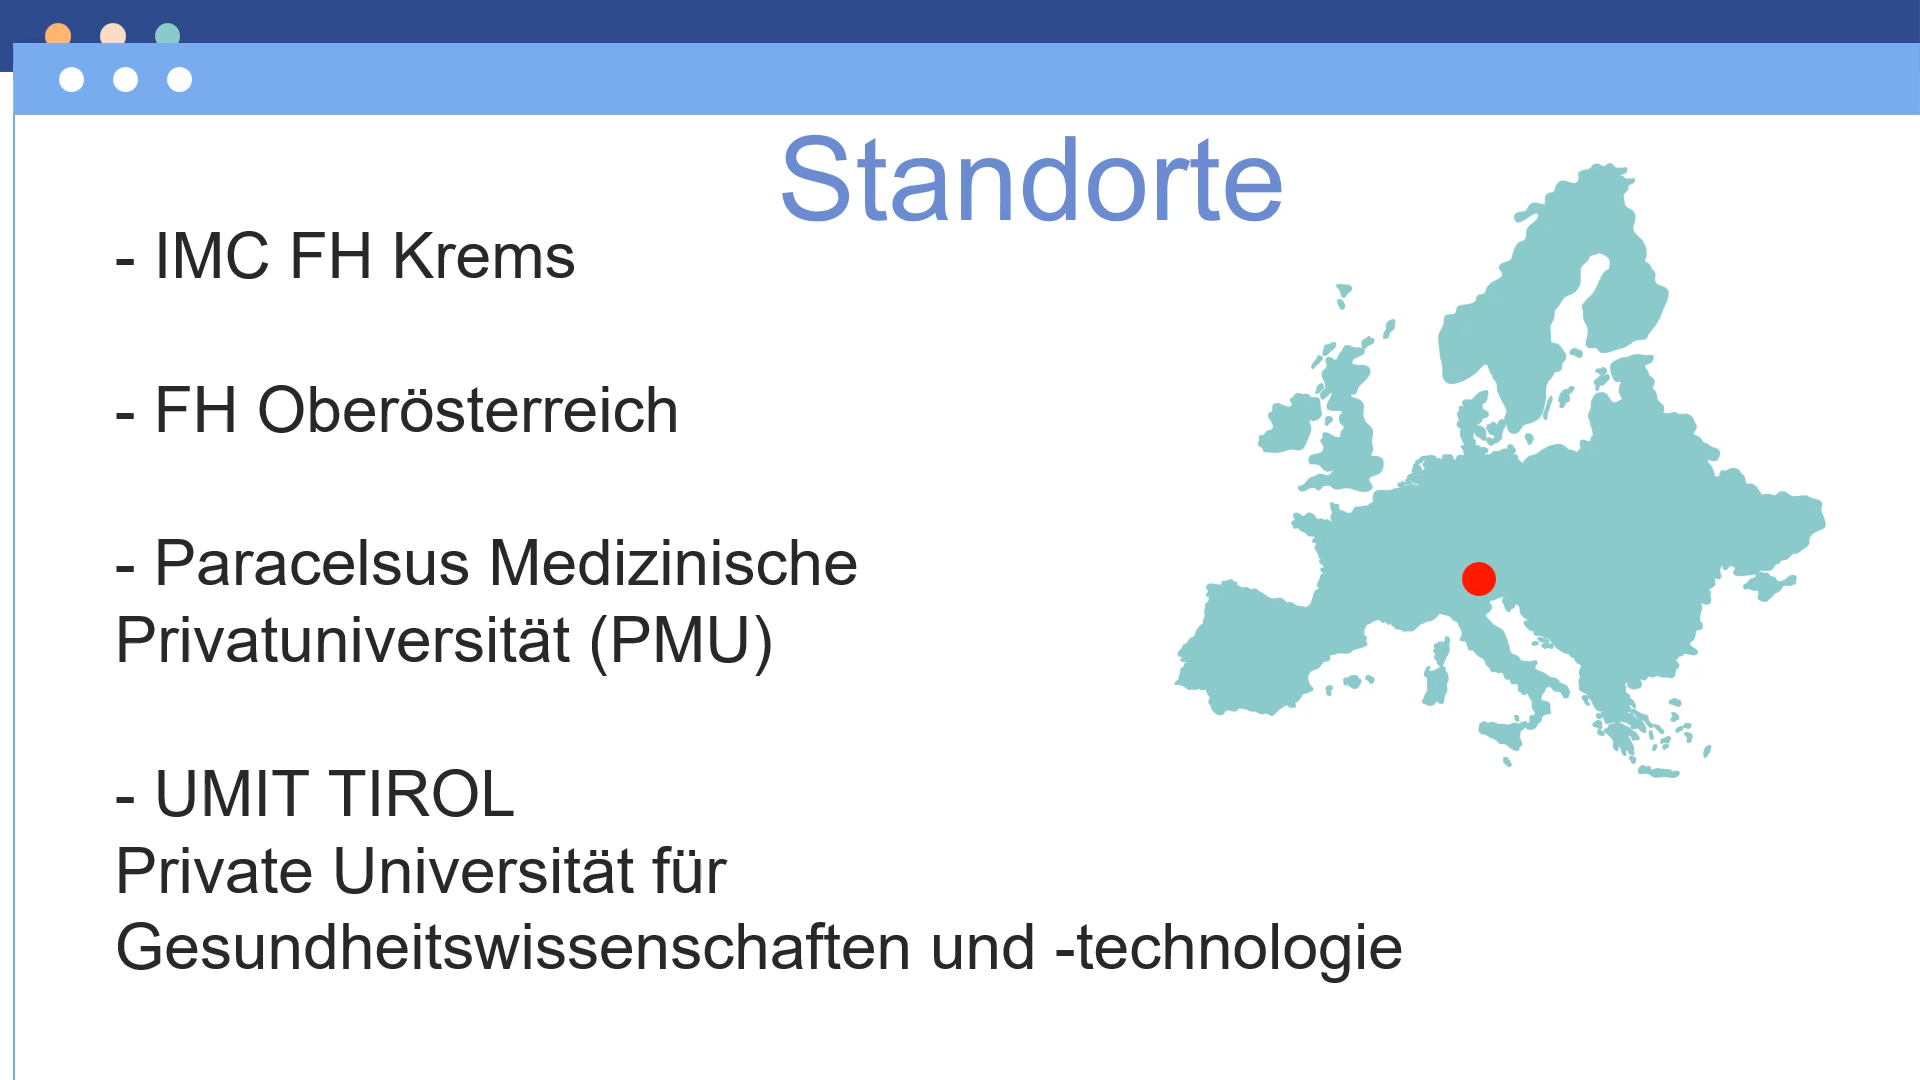 Standorte
- IMC FH Krems
- FH Oberösterreich
- Paracelsus Medizinische
Privatuniversität (PMU)
- UMIT TIROL
Private Universität für
Gesundheitswissenschaften und -technologie